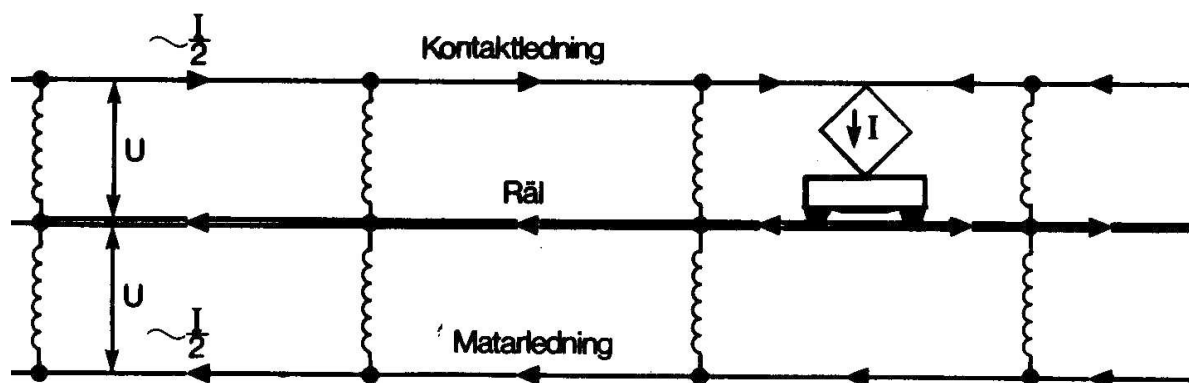 ~I/2
Kontaktledning
U
I
Räl
U
~I/2
Matarledning